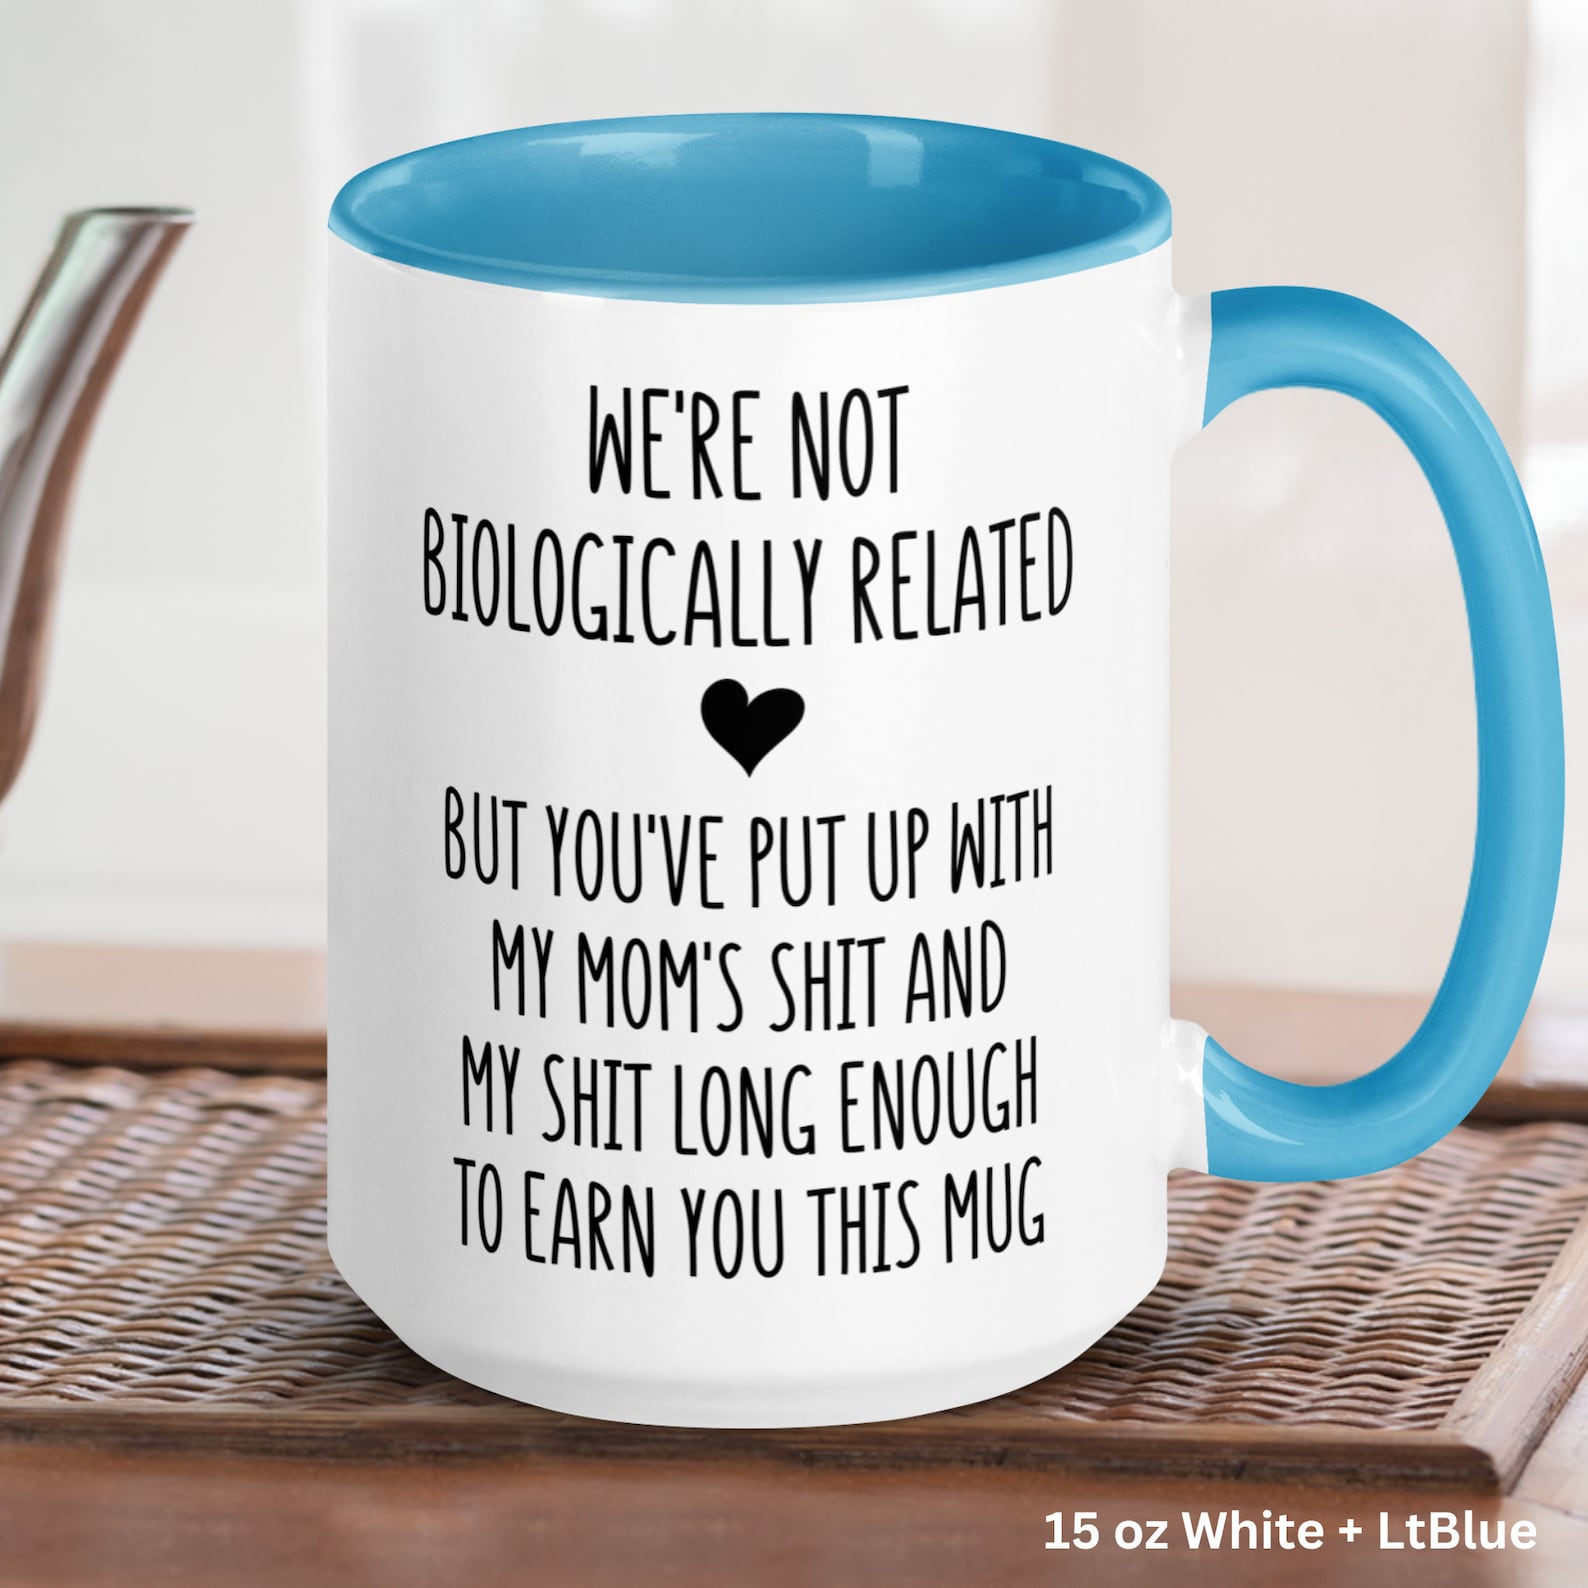 WE'RE NOT
BIOLOGICALLY RELATED
BUT YOU'VE PUT UP WITH
MY MOM'S SHIT AND
MY SHIT LONG ENOUGH
TO EARN YOU THIS MUG
15 oz White + LtBlue